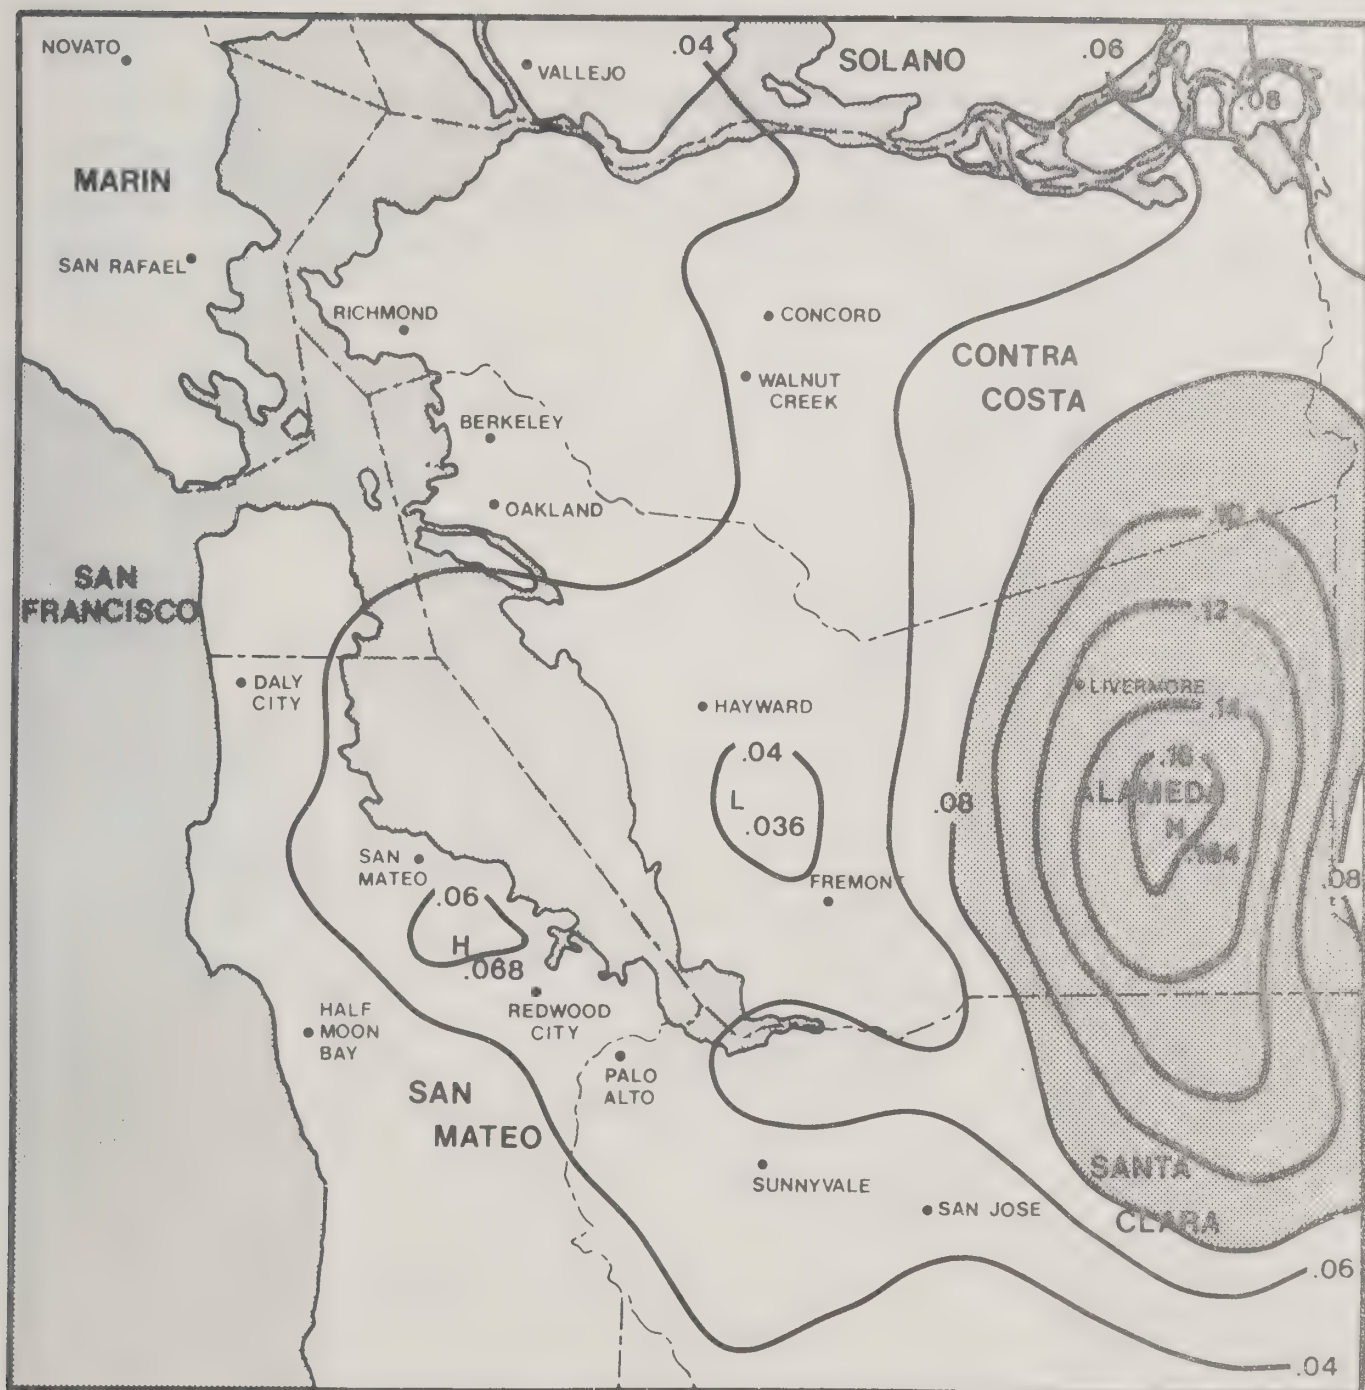 NOVATO
VALLEJO
.04
SOLANO
.06
.08
MARIN
SAN RAFAEL
RICHMOND
CONCORD
CONTRA
COSTA
WALNUT
CREEK
BERKELEY
OAKLAND
.10
SAN
FRANCISCO
.12
DALY
CITY
LIVERMORE
HAYWARD
.14
.04
.16
L
.036
.08
ALAMEDA
H
.164
SAN
MATEO
.06
FREMONT
.08
H
.068
REDWOOD
CITY
HALF
MOON
BAY
PALO
ALTO
SAN
MATEO
SUNNYVALE
SANTA
CLARA
SAN JOSE
.06
.04